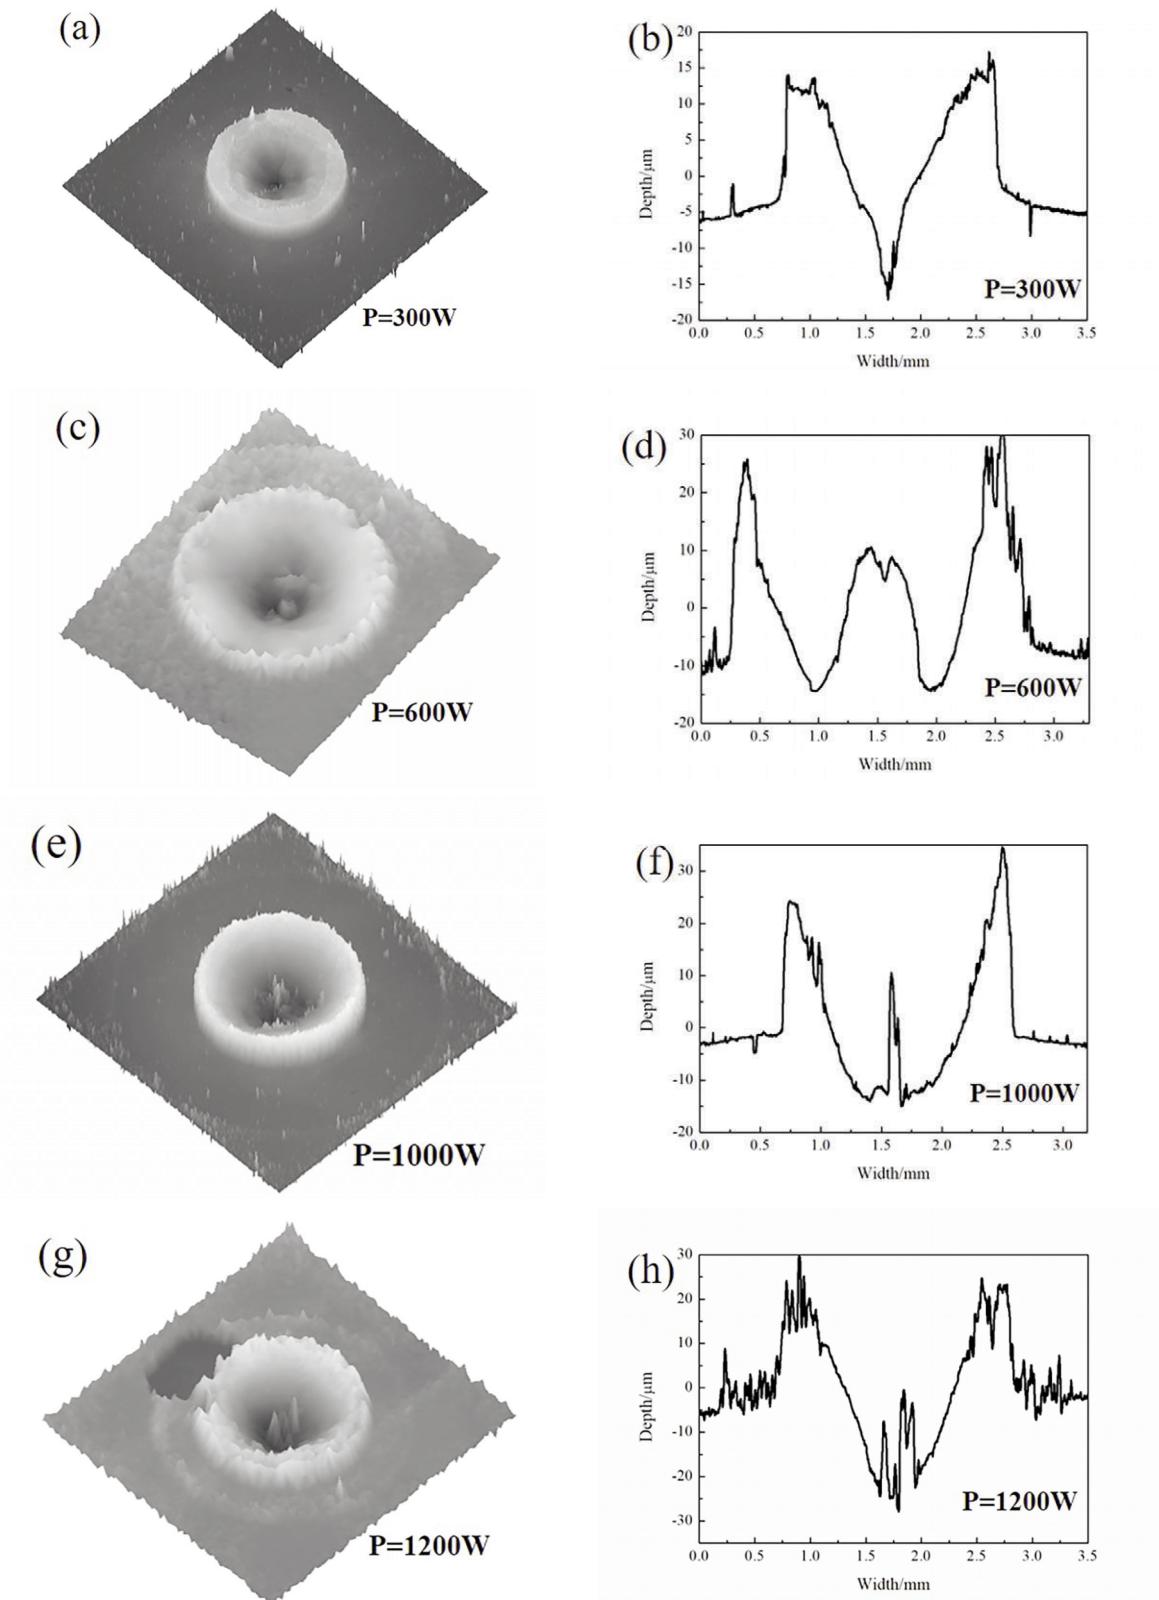 (a)
P=300W
(b)
20
15
10
5
0
-5
-10
-15
-20
Depth/μm
P=300W
0.0 0.5 1.0 1.5 2.0 2.5 3.0 3.5
Width/mm
(c)
P=600W
(d)
30
20
10
0
-10
-20
Depth/μm
P=600W
0.0 0.5 1.0 1.5 2.0 2.5 3.0
Width/mm
(e)
P=1000W
(f)
30
20
10
0
-10
-20
Depth/μm
P=1000W
0.0 0.5 1.0 1.5 2.0 2.5 3.0
Width/mm
(g)
P=1200W
(h)
30
20
10
0
-10
-20
-30
Depth/μm
P=1200W
0.0 0.5 1.0 1.5 2.0 2.5 3.0 3.5
Width/mm